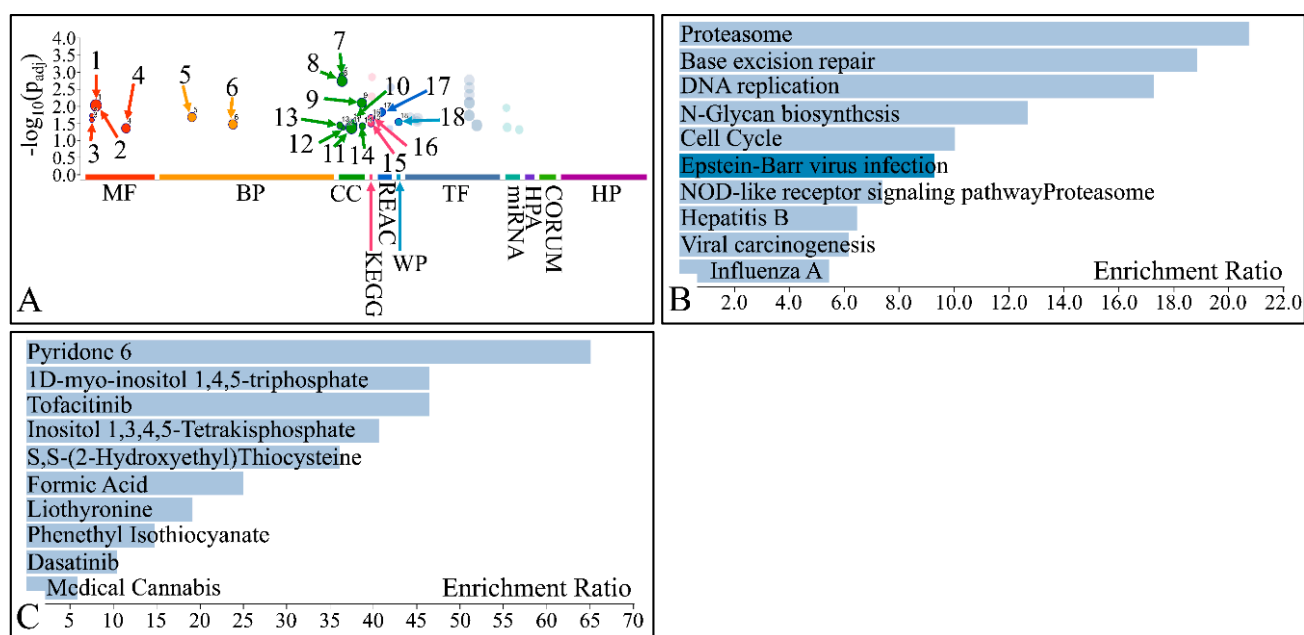 4.0
3.5
3.0
2.5
2.0
1.5
1.0
0.5
0.0
-log10(padj)
1
2
3
4
5
6
7
8
9
10
11
12
13
14
15
16
17
18
MF
BP
CC
KEGG
REAC
WP
TF
miRNA
HPA
CORUM
HP
A
Proteasome
Base excision repair
DNA replication
N-Glycan biosynthesis
Cell Cycle
Epstein-Barr virus infection
NOD-like receptor signaling pathwayProteasome
Hepatitis B
Viral carcinogenesis
Influenza A
Enrichment Ratio
2.0 4.0 6.0 8.0 10.0 12.0 14.0 16.0 18.0 20.0 22.0
B
Pyridonc 6
1D-myo-inositol 1,4,5-triphosphate
Tofacitinib
Inositol 1,3,4,5-Tetrakisphosphate
S,S-(2-Hydroxyethyl)Thiocysteine
Formic Acid
Liothyronine
Phenethyl Isothiocyanate
Dasatinib
Medical Cannabis
Enrichment Ratio
5 10 15 20 25 30 35 40 45 50 55 60 65 70
C